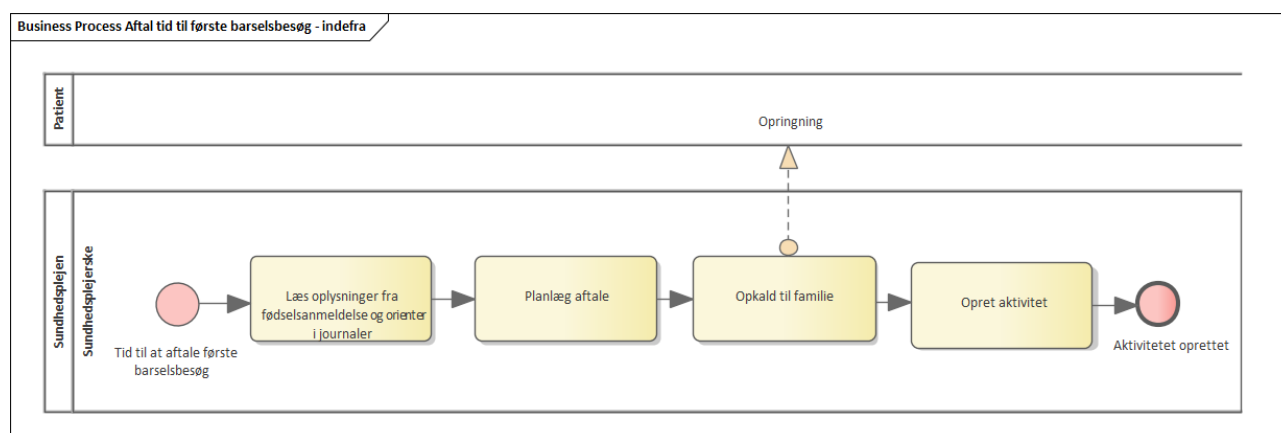 Business Process Aftal tid til første barselsbesøg - indefra
Patient
Opringning
Sundhedsplejen
Sundhedsplejerske
Tid til at aftale første
barselsbesøg
Læs oplysninger fra
fødselsanmeldelse og orienter
i journaler
Planlæg aftale
Opkald til familie
Opret aktivitet
Aktivitetet oprettet